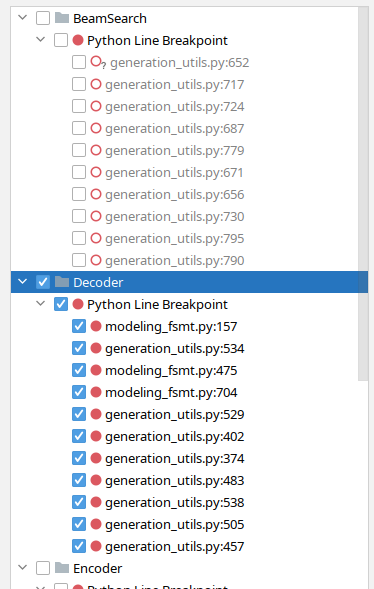 BeamSearch
Python Line Breakpoint
? generation_utils.py:652
generation_utils.py:717
generation_utils.py:724
generation_utils.py:687
generation_utils.py:779
generation_utils.py:671
generation_utils.py:656
generation_utils.py:730
generation_utils.py:795
generation_utils.py:790
Decoder
Python Line Breakpoint
modeling_fsmt.py:157
generation_utils.py:534
modeling_fsmt.py:475
modeling_fsmt.py:704
generation_utils.py:529
generation_utils.py:402
generation_utils.py:374
generation_utils.py:483
generation_utils.py:538
generation_utils.py:505
generation_utils.py:457
Encoder
Python Line Breakpoint